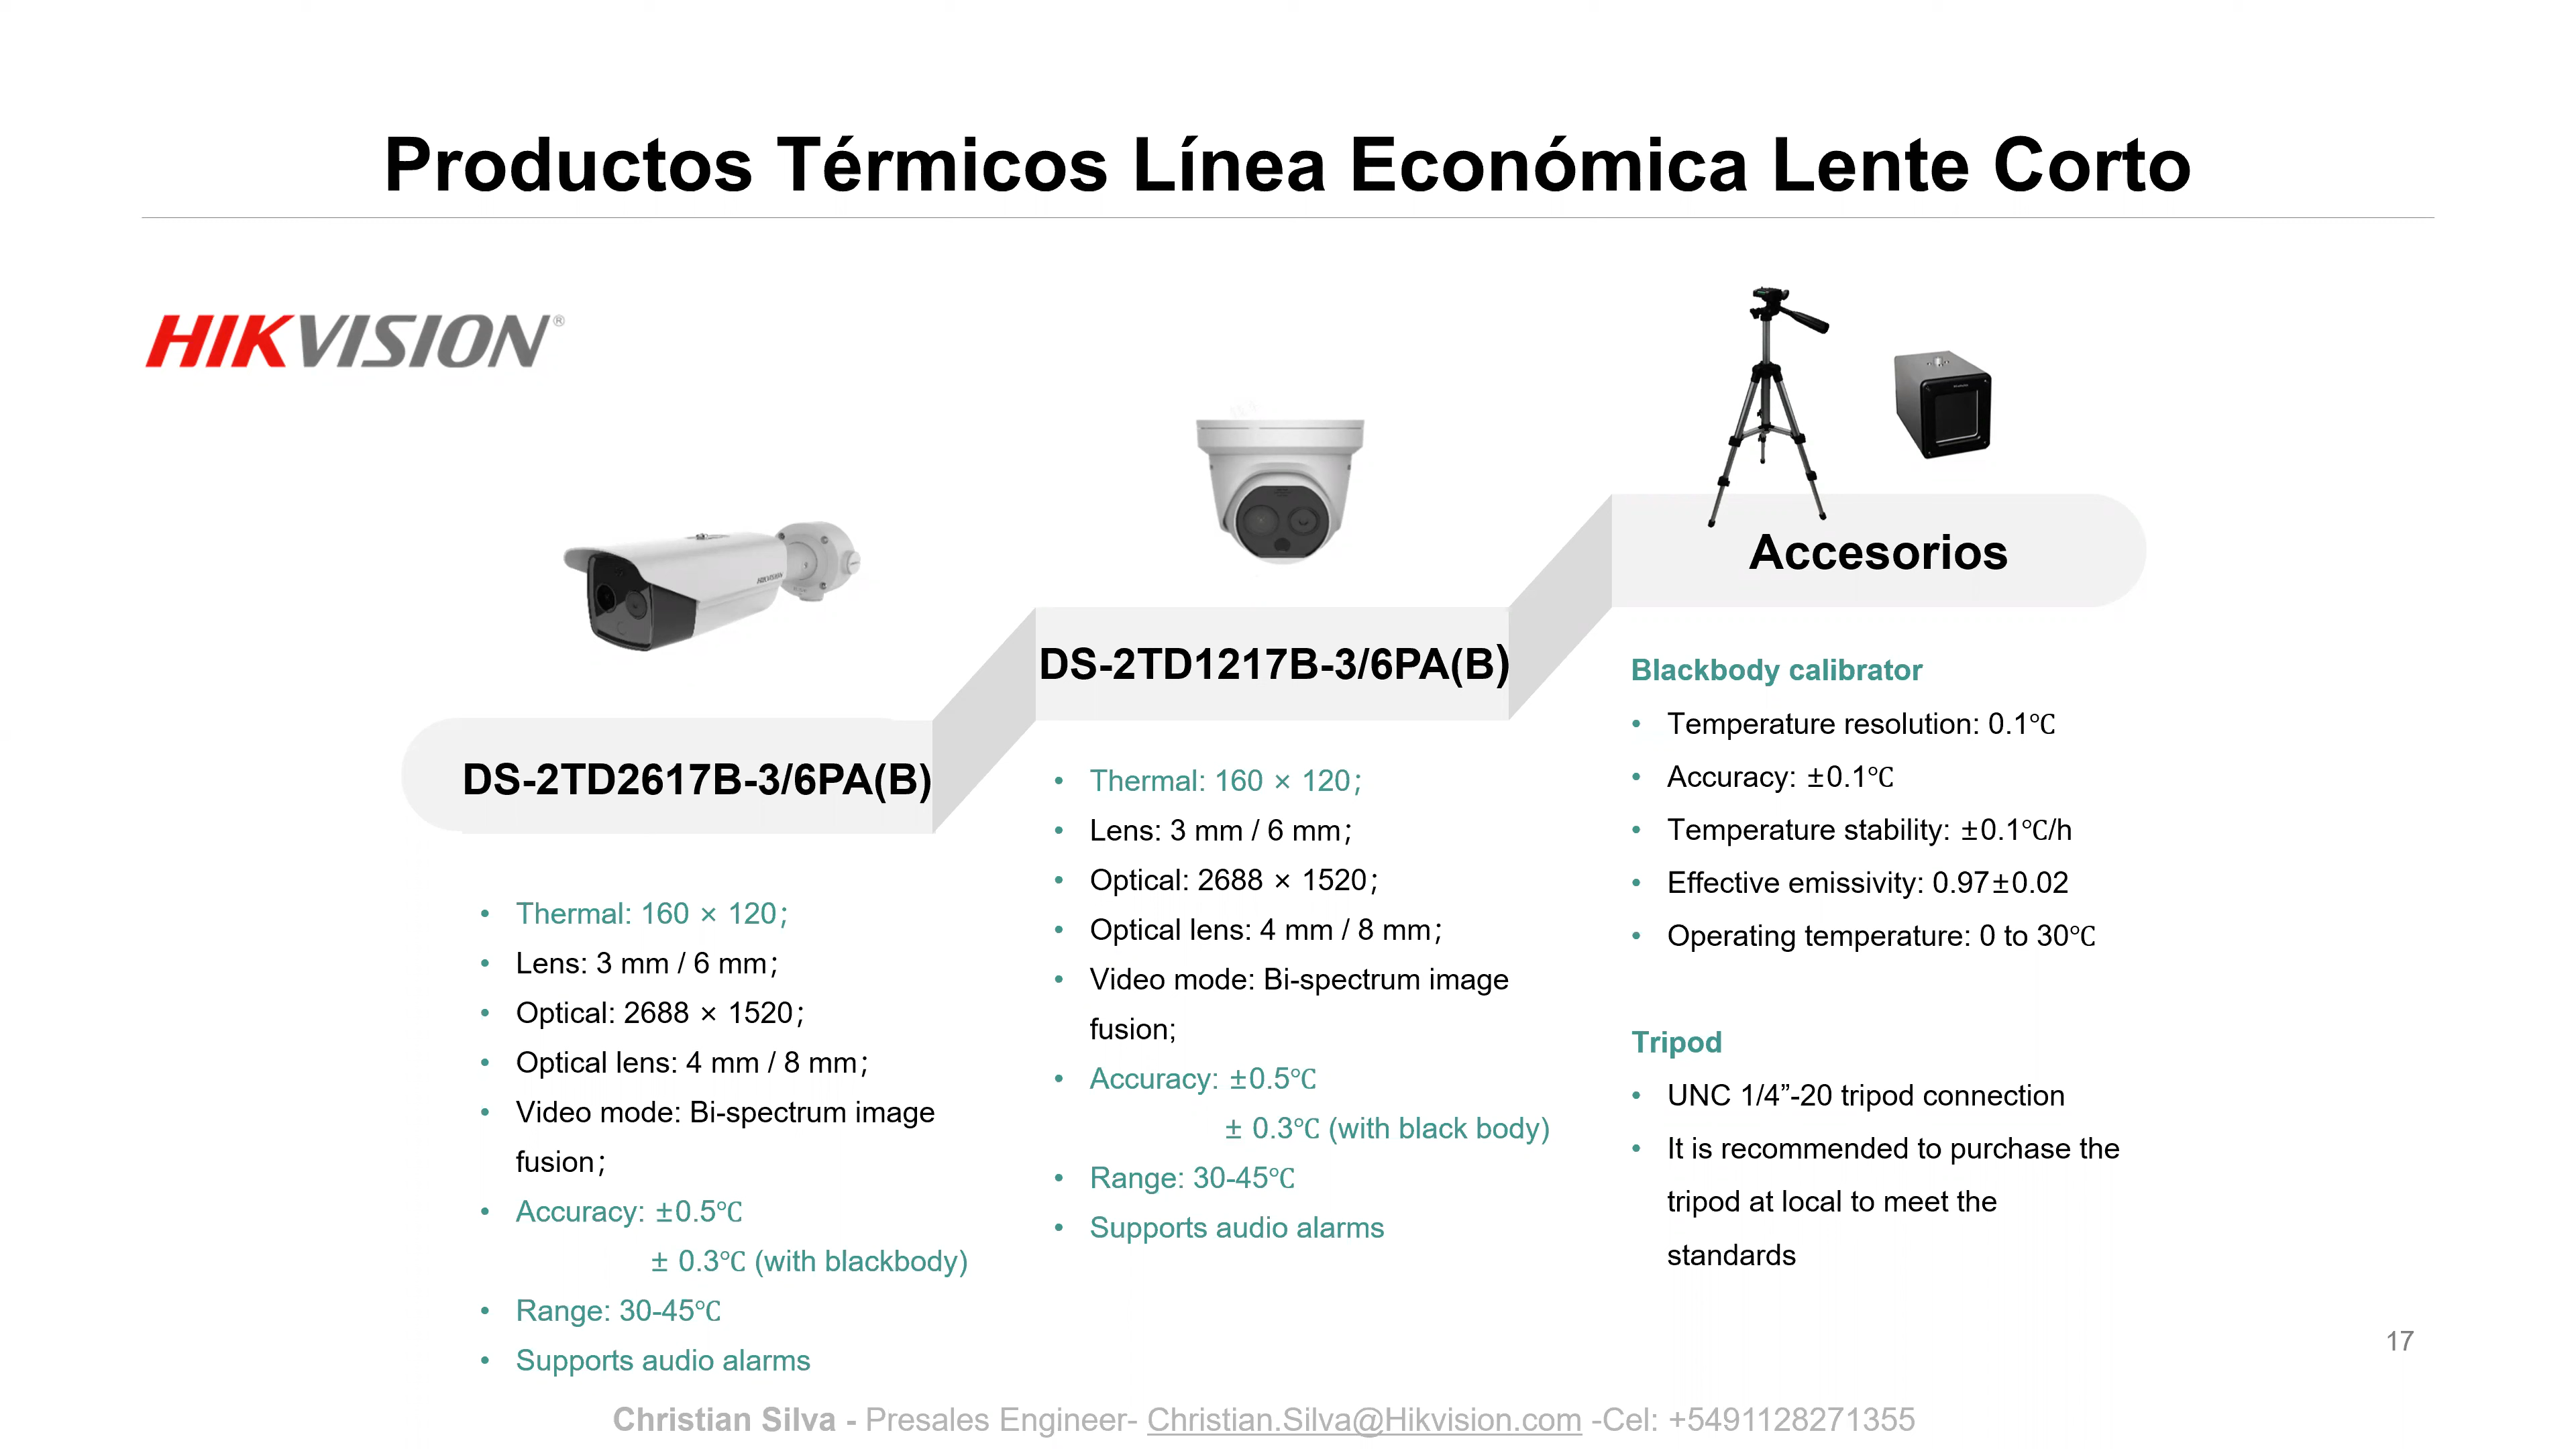 Productos Térmicos Línea Económica Lente Corto
HIKVISION®
DS-2TD2617B-3/6PA(B)
• Thermal: 160 × 120;
• Lens: 3 mm / 6 mm;
• Optical: 2688 × 1520;
• Optical lens: 4 mm / 8 mm;
• Video mode: Bi-spectrum image
fusion;
• Accuracy: ±0.5℃
± 0.3℃ (with blackbody)
• Range: 30-45℃
• Supports audio alarms
DS-2TD1217B-3/6PA(B)
• Thermal: 160 × 120;
• Lens: 3 mm / 6 mm;
• Optical: 2688 × 1520;
• Optical lens: 4 mm / 8 mm;
• Video mode: Bi-spectrum image
fusion;
• Accuracy: ±0.5℃
± 0.3℃ (with black body)
• Range: 30-45℃
• Supports audio alarms
Accesorios
Blackbody calibrator
• Temperature resolution: 0.1℃
• Accuracy: ±0.1℃
• Temperature stability: ±0.1℃/h
• Effective emissivity: 0.97±0.02
• Operating temperature: 0 to 30℃
Tripod
• UNC 1/4”-20 tripod connection
• It is recommended to purchase the
tripod at local to meet the
standards
17
Christian Silva - Presales Engineer- Christian.Silva@Hikvision.com -Cel: +5491128271355
HIKVISION